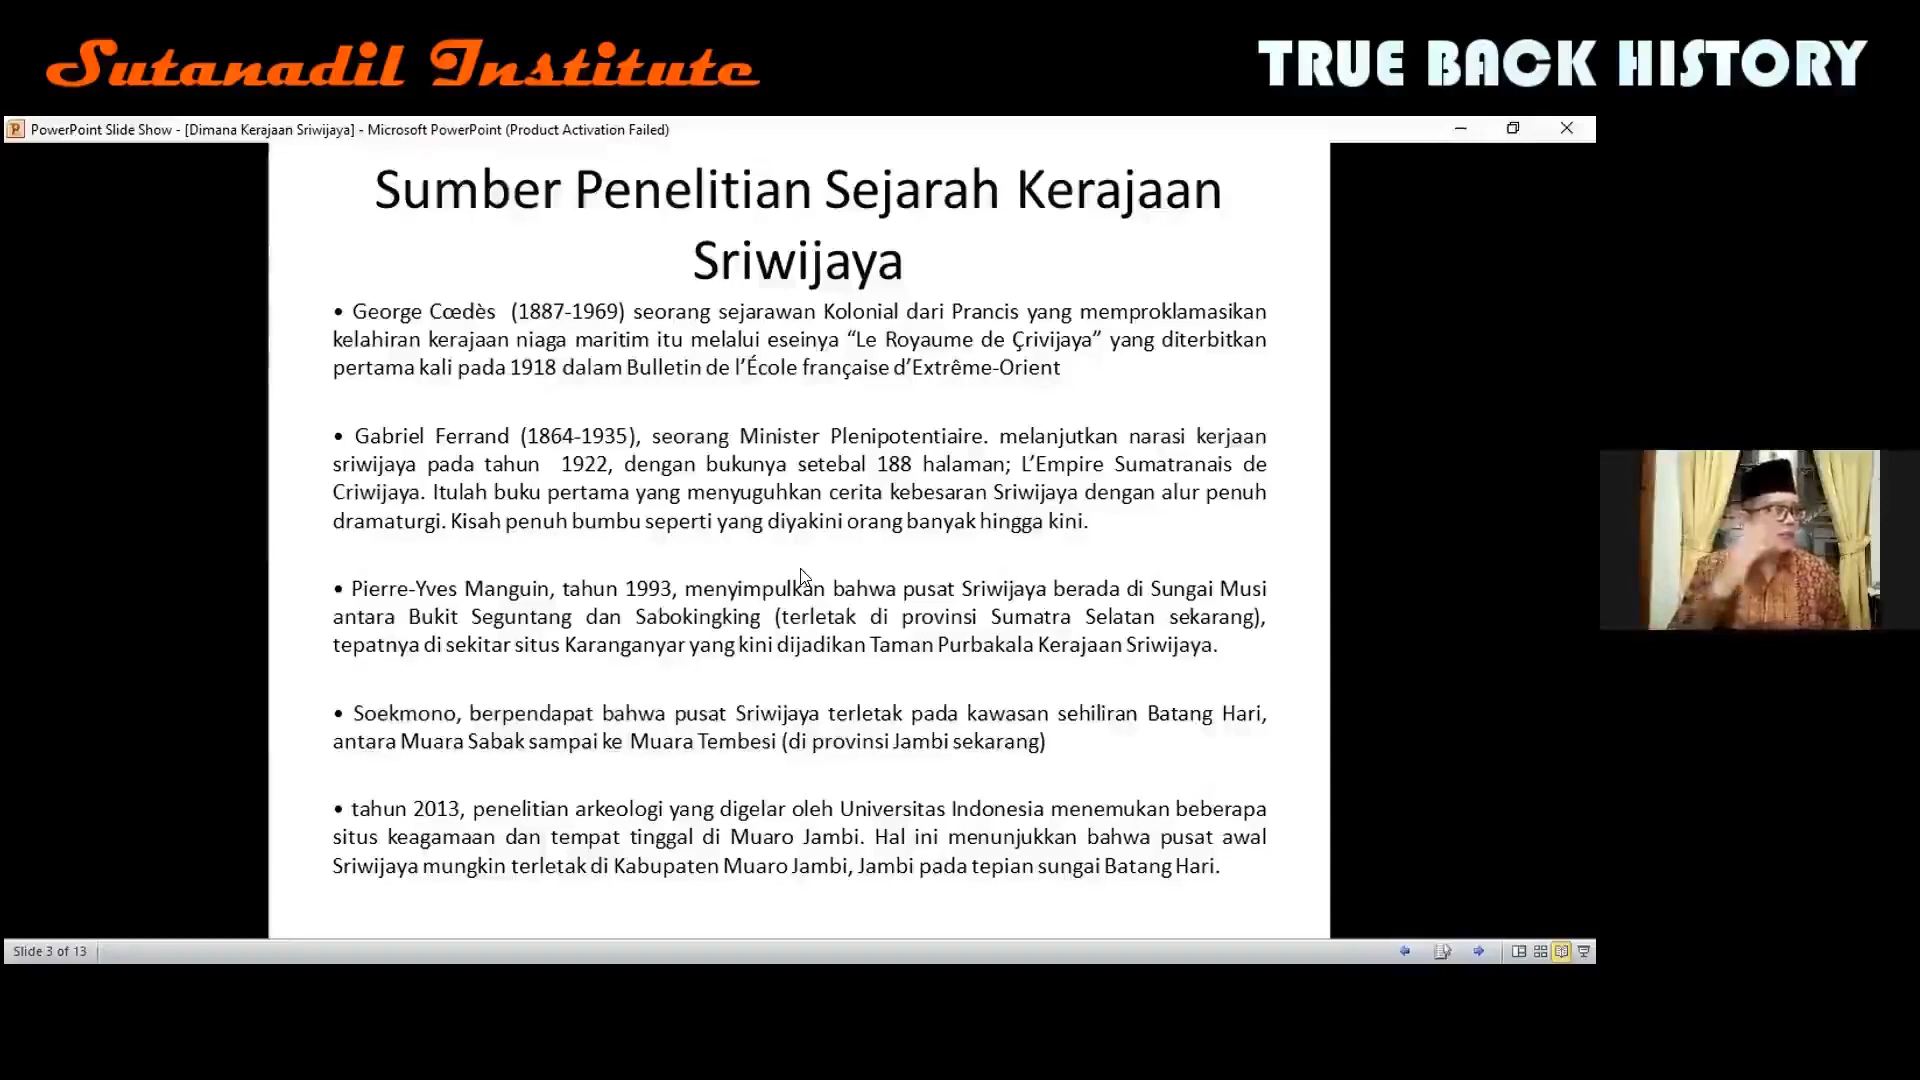 Sutanadil Institute
TRUE BACK HISTORY
PowerPoint Slide Show - [Dimana Kerajaan Sriwijaya] - Microsoft PowerPoint (Product Activation Failed)
Sumber Penelitian Sejarah Kerajaan
Sriwijaya
• George Cœdès (1887-1969) seorang sejarawan Kolonial dari Prancis yang memproklamasikan
kelahiran kerajaan niaga maritim itu melalui eseinya “Le Royaume de Çrivijaya” yang diterbitkan
pertama kali pada 1918 dalam Bulletin de l’École française d’Extrême-Orient
• Gabriel Ferrand (1864-1935), seorang Minister Plenipotentiaire. melanjutkan narasi kerjaan
sriwijaya pada tahun 1922, dengan bukunya setebal 188 halaman; L’Empire Sumatranais de
Criwijaya. Itulah buku pertama yang menyuguhkan cerita kebesaran Sriwijaya dengan alur penuh
dramaturgi. Kisah penuh bumbu seperti yang diyakini orang banyak hingga kini.
• Pierre-Yves Manguin, tahun 1993, menyimpulkan bahwa pusat Sriwijaya berada di Sungai Musi
antara Bukit Seguntang dan Sabokingking (terletak di provinsi Sumatra Selatan sekarang),
tepatnya di sekitar situs Karanganyar yang kini dijadikan Taman Purbakala Kerajaan Sriwijaya.
• Soekmono, berpendapat bahwa pusat Sriwijaya terletak pada kawasan sehiliran Batang Hari,
antara Muara Sabak sampai ke Muara Tembesi (di provinsi Jambi sekarang)
• tahun 2013, penelitian arkeologi yang digelar oleh Universitas Indonesia menemukan beberapa
situs keagamaan dan tempat tinggal di Muaro Jambi. Hal ini menunjukkan bahwa pusat awal
Sriwijaya mungkin terletak di Kabupaten Muaro Jambi, Jambi pada tepian sungai Batang Hari.
Slide 3 of 13